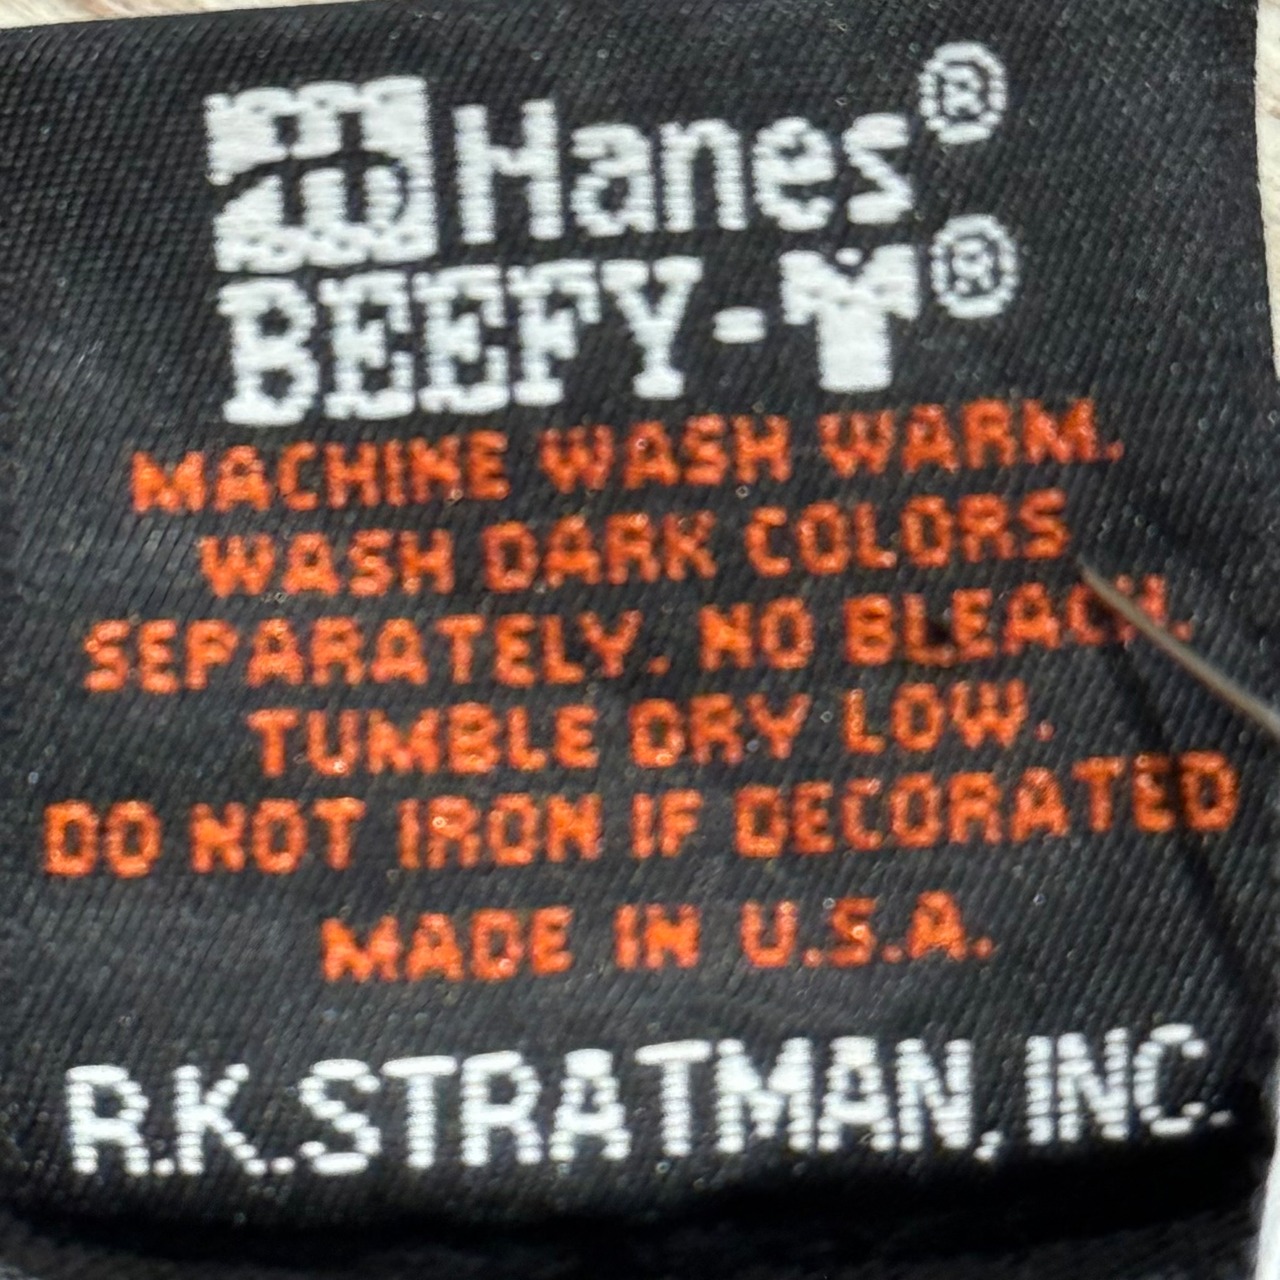 Hanes®
BEEFY-T®
MACHINE WASH WARM.
WASH DARK COLORS
SEPARATELY. NO BLEACH.
TUMBLE DRY LOW.
DO NOT IRON IF DECORATED
MADE IN U.S.A.
R.K.STRATMAN, INC.